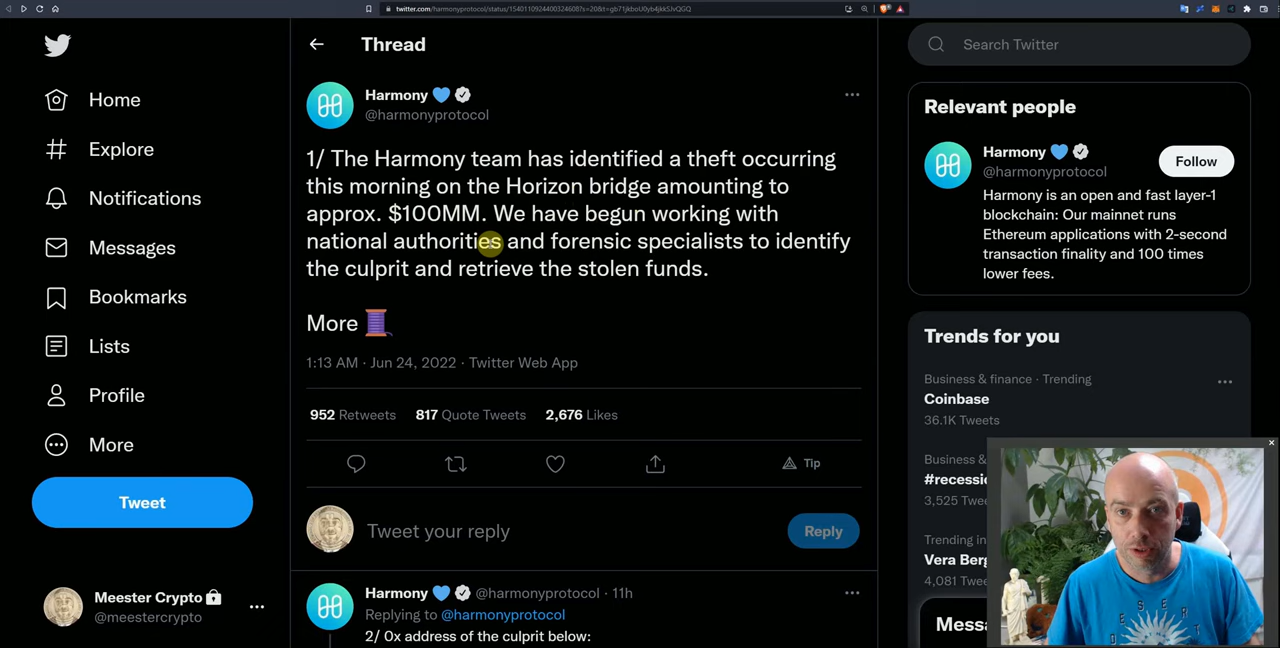 twitter.com/harmonyprotocol/status/
Thread
Search Twitter
Home
Explore
Notifications
Messages
Bookmarks
Lists
Profile
More
Tweet
Meester Crypto
@meestercrypto
Harmony
@harmonyprotocol
1/ The Harmony team has identified a theft occurring
this morning on the Horizon bridge amounting to
approx. $100MM. We have begun working with
national authorities and forensic specialists to identify
the culprit and retrieve the stolen funds.
More
1:13 AM · Jun 24, 2022 · Twitter Web App
952 Retweets 817 Quote Tweets 2,676 Likes
Tip
Tweet your reply
Reply
Harmony @harmonyprotocol · 11h
Replying to @harmonyprotocol
2/ 0x address of the culprit below:
Relevant people
Harmony
@harmonyprotocol
Follow
Harmony is an open and fast layer-1
blockchain: Our mainnet runs
Ethereum applications with 2-second
transaction finality and 100 times
lower fees.
Trends for you
Business & finance · Trending
Coinbase
36.1K Tweets
Business &
#recessio
3,525 Twee
Trending in
Vera Berg
4,081 Twee
Messa
DESERT